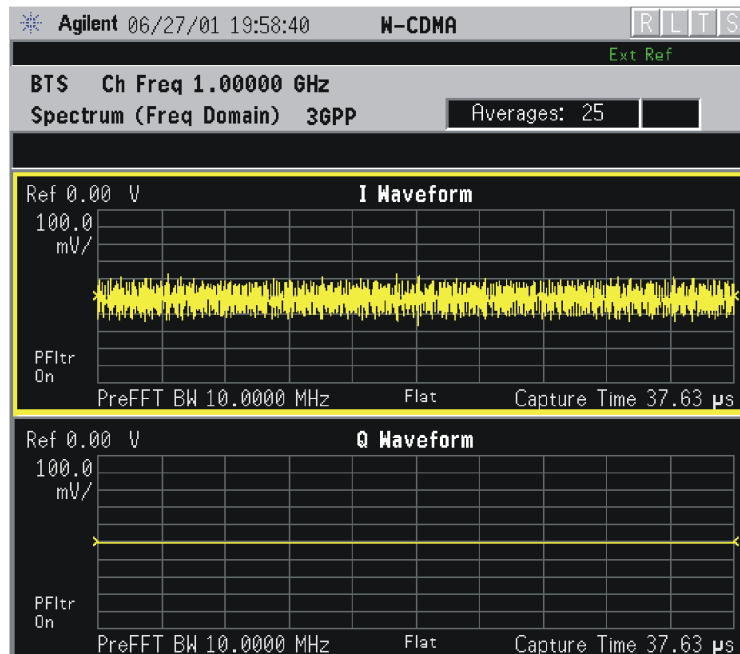 Agilent 06/27/01 19:58:40 W-CDMA R L T S
Ext Ref
BTS Ch Freq 1.00000 GHz
Spectrum (Freq Domain) 3GPP Averages: 25
Ref 0.00 V I Waveform
100.0
mV/
PFltr
On
PreFFT BW 10.0000 MHz Flat Capture Time 37.63 µs
Ref 0.00 V Q Waveform
100.0
mV/
PFltr
On
PreFFT BW 10.0000 MHz Flat Capture Time 37.63 µs